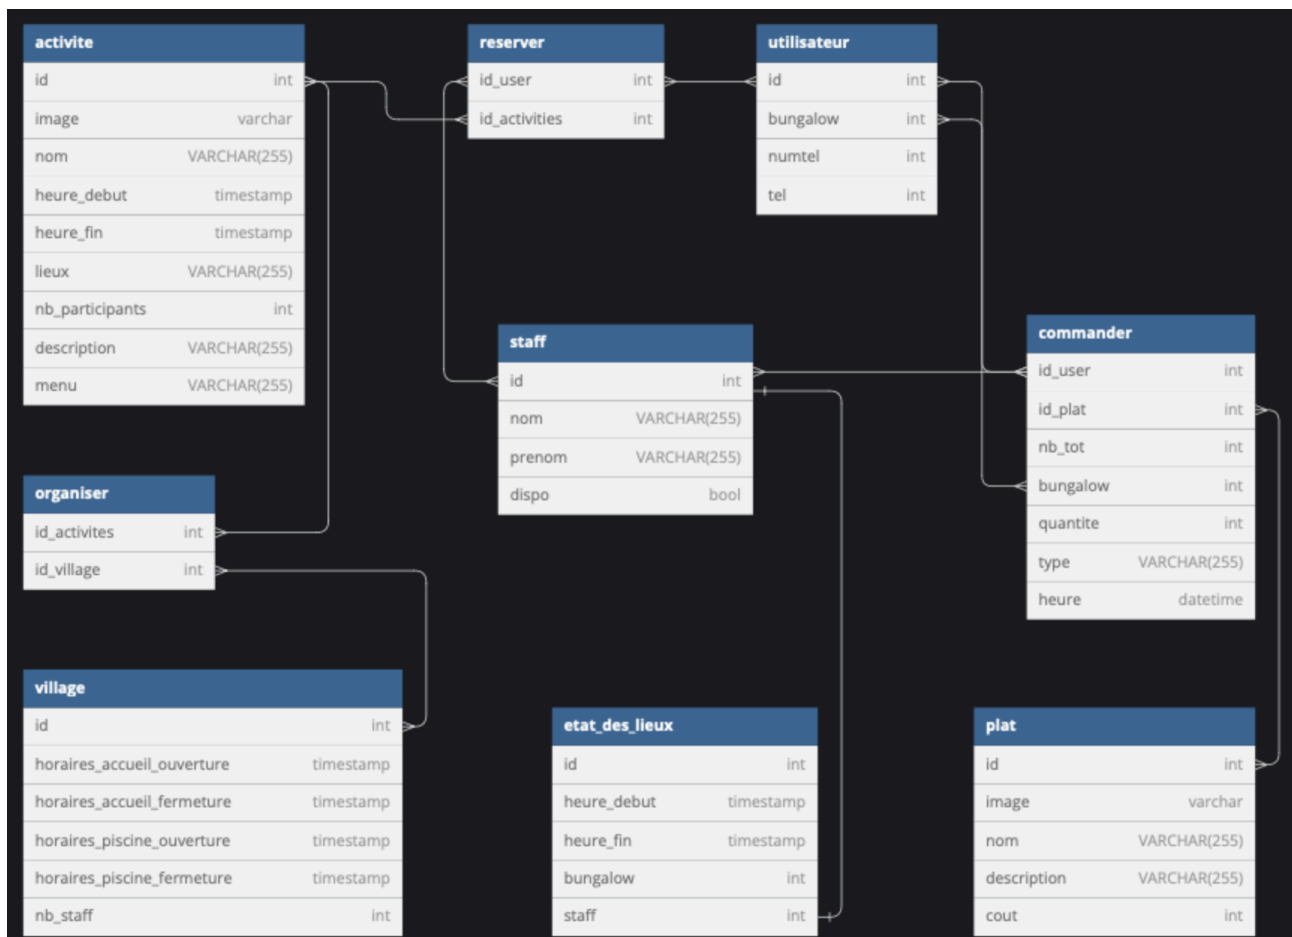 activite
id int
image varchar
nom VARCHAR(255)
heure_debut timestamp
heure_fin timestamp
lieux VARCHAR(255)
nb_participants int
description VARCHAR(255)
menu VARCHAR(255)
reserver
id_user int
id_activities int
utilisateur
id int
bungalow int
numtel int
tel int
staff
id int
nom VARCHAR(255)
prenom VARCHAR(255)
dispo bool
commander
id_user int
id_plat int
nb_tot int
bungalow int
quantite int
type VARCHAR(255)
heure datetime
organiser
id_activites int
id_village int
village
id int
horaires_accueil_ouverture timestamp
horaires_accueil_fermeture timestamp
horaires_piscine_ouverture timestamp
horaires_piscine_fermeture timestamp
nb_staff int
etat_des_lieux
id int
heure_debut timestamp
heure_fin timestamp
bungalow int
staff int
plat
id int
image varchar
nom VARCHAR(255)
description VARCHAR(255)
cout int